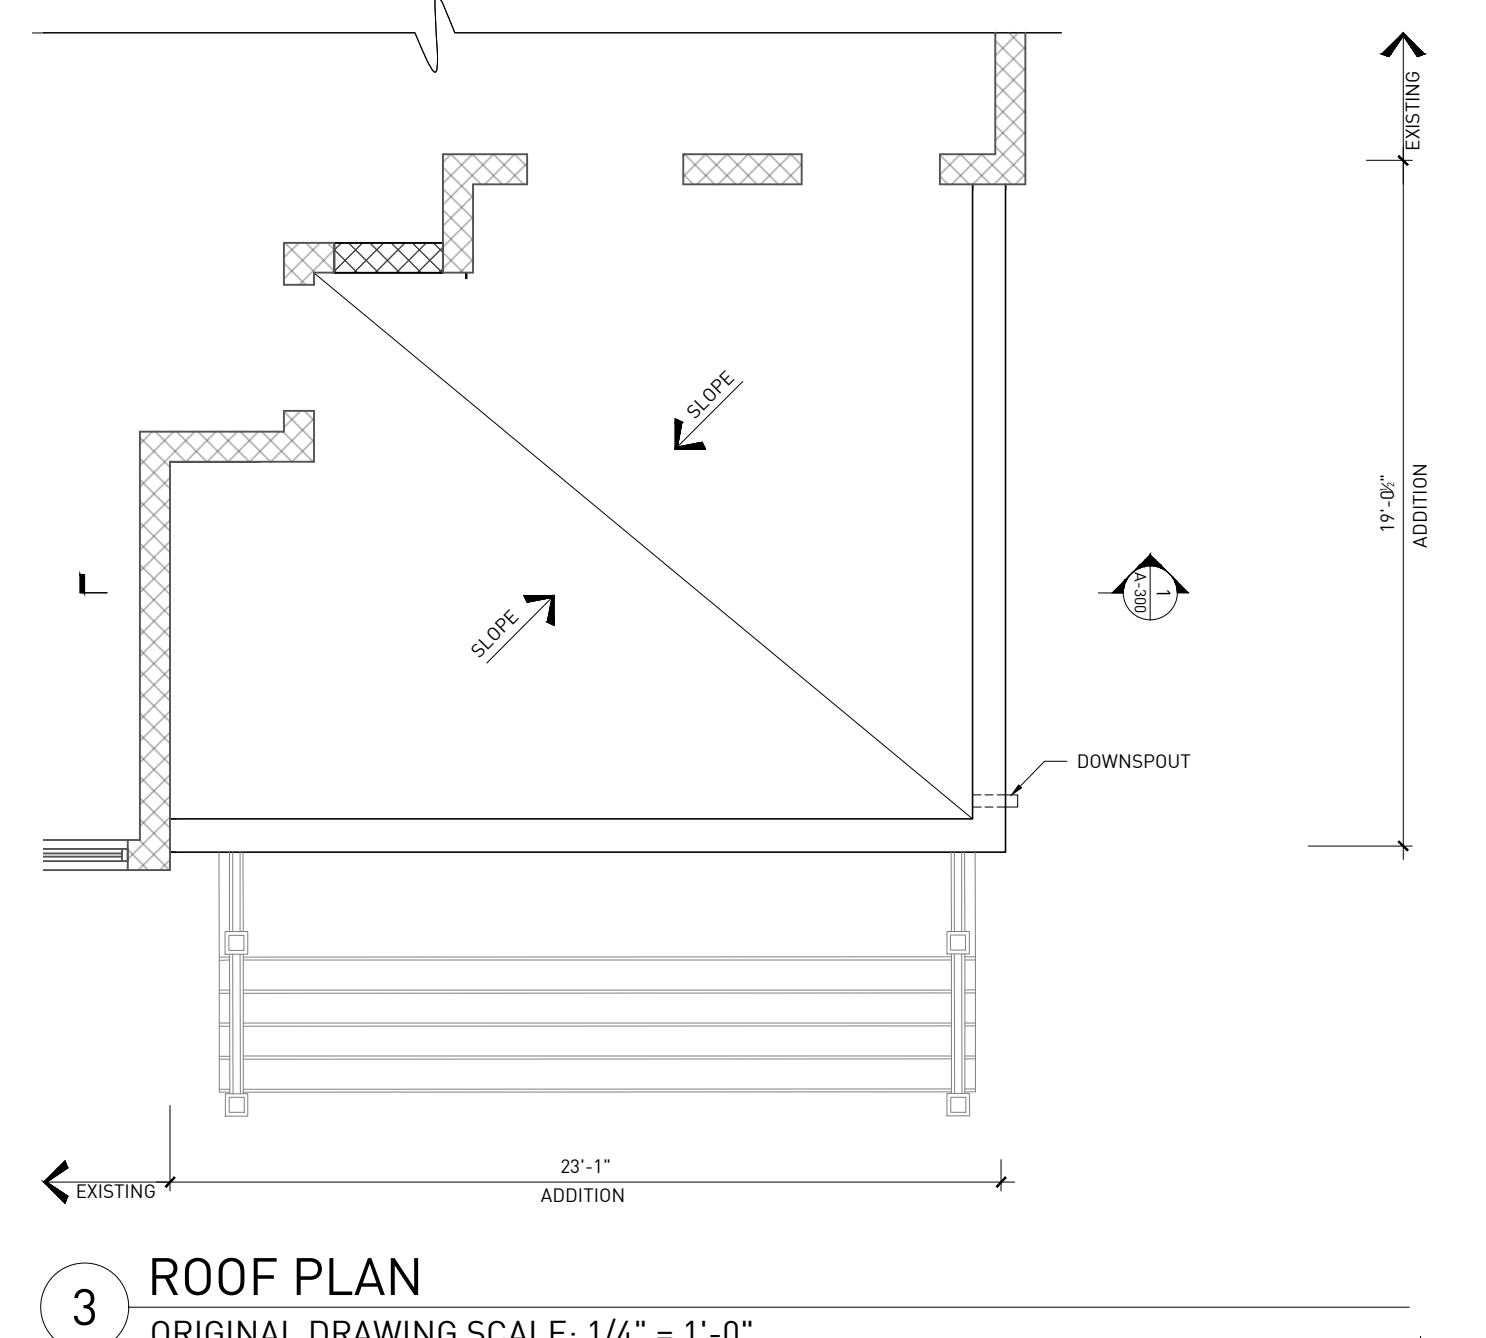 EXISTING
SLOPE
19'-0½"
ADDITION
1
A-300
SLOPE
DOWNSPOUT
23'-1"
EXISTING
ADDITION
3
ROOF PLAN
ORIGINAL DRAWING SCALE: 1/4" = 1'-0"